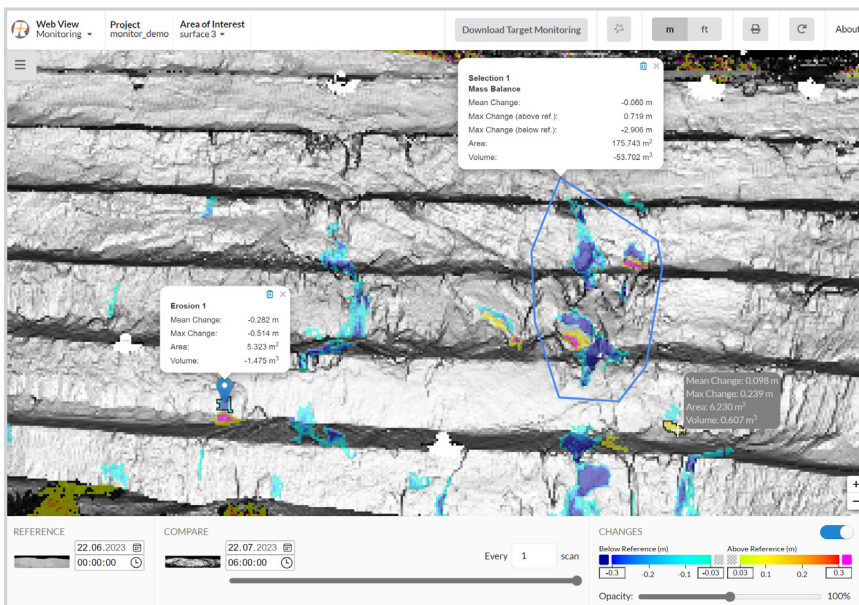 Web View
Monitoring
Project
monitor_demo
Area of Interest
surface 3
Download Target Monitoring
m
ft
About
Selection 1
Mass Balance
Mean Change: -0.060 m
Max Change (above ref.): 0.719 m
Max Change (below ref.): -2.906 m
Area: 175.743 m²
Volume: -53.702 m³
Erosion 1
Mean Change: -0.282 m
Max Change: -0.514 m
Area: 5.323 m²
Volume: -1.475 m³
Mean Change: 0.098 m
Max Change: 0.239 m
Area: 6.230 m²
Volume: 0.607 m³
+
−
REFERENCE
22.06.2023
00:00:00
COMPARE
22.07.2023
06:00:00
Every 1 scan
CHANGES
Below Reference (m) Above Reference (m)
-0.3 -0.2 -0.1 -0.03 0.03 0.1 0.2 0.3
Opacity: 100%